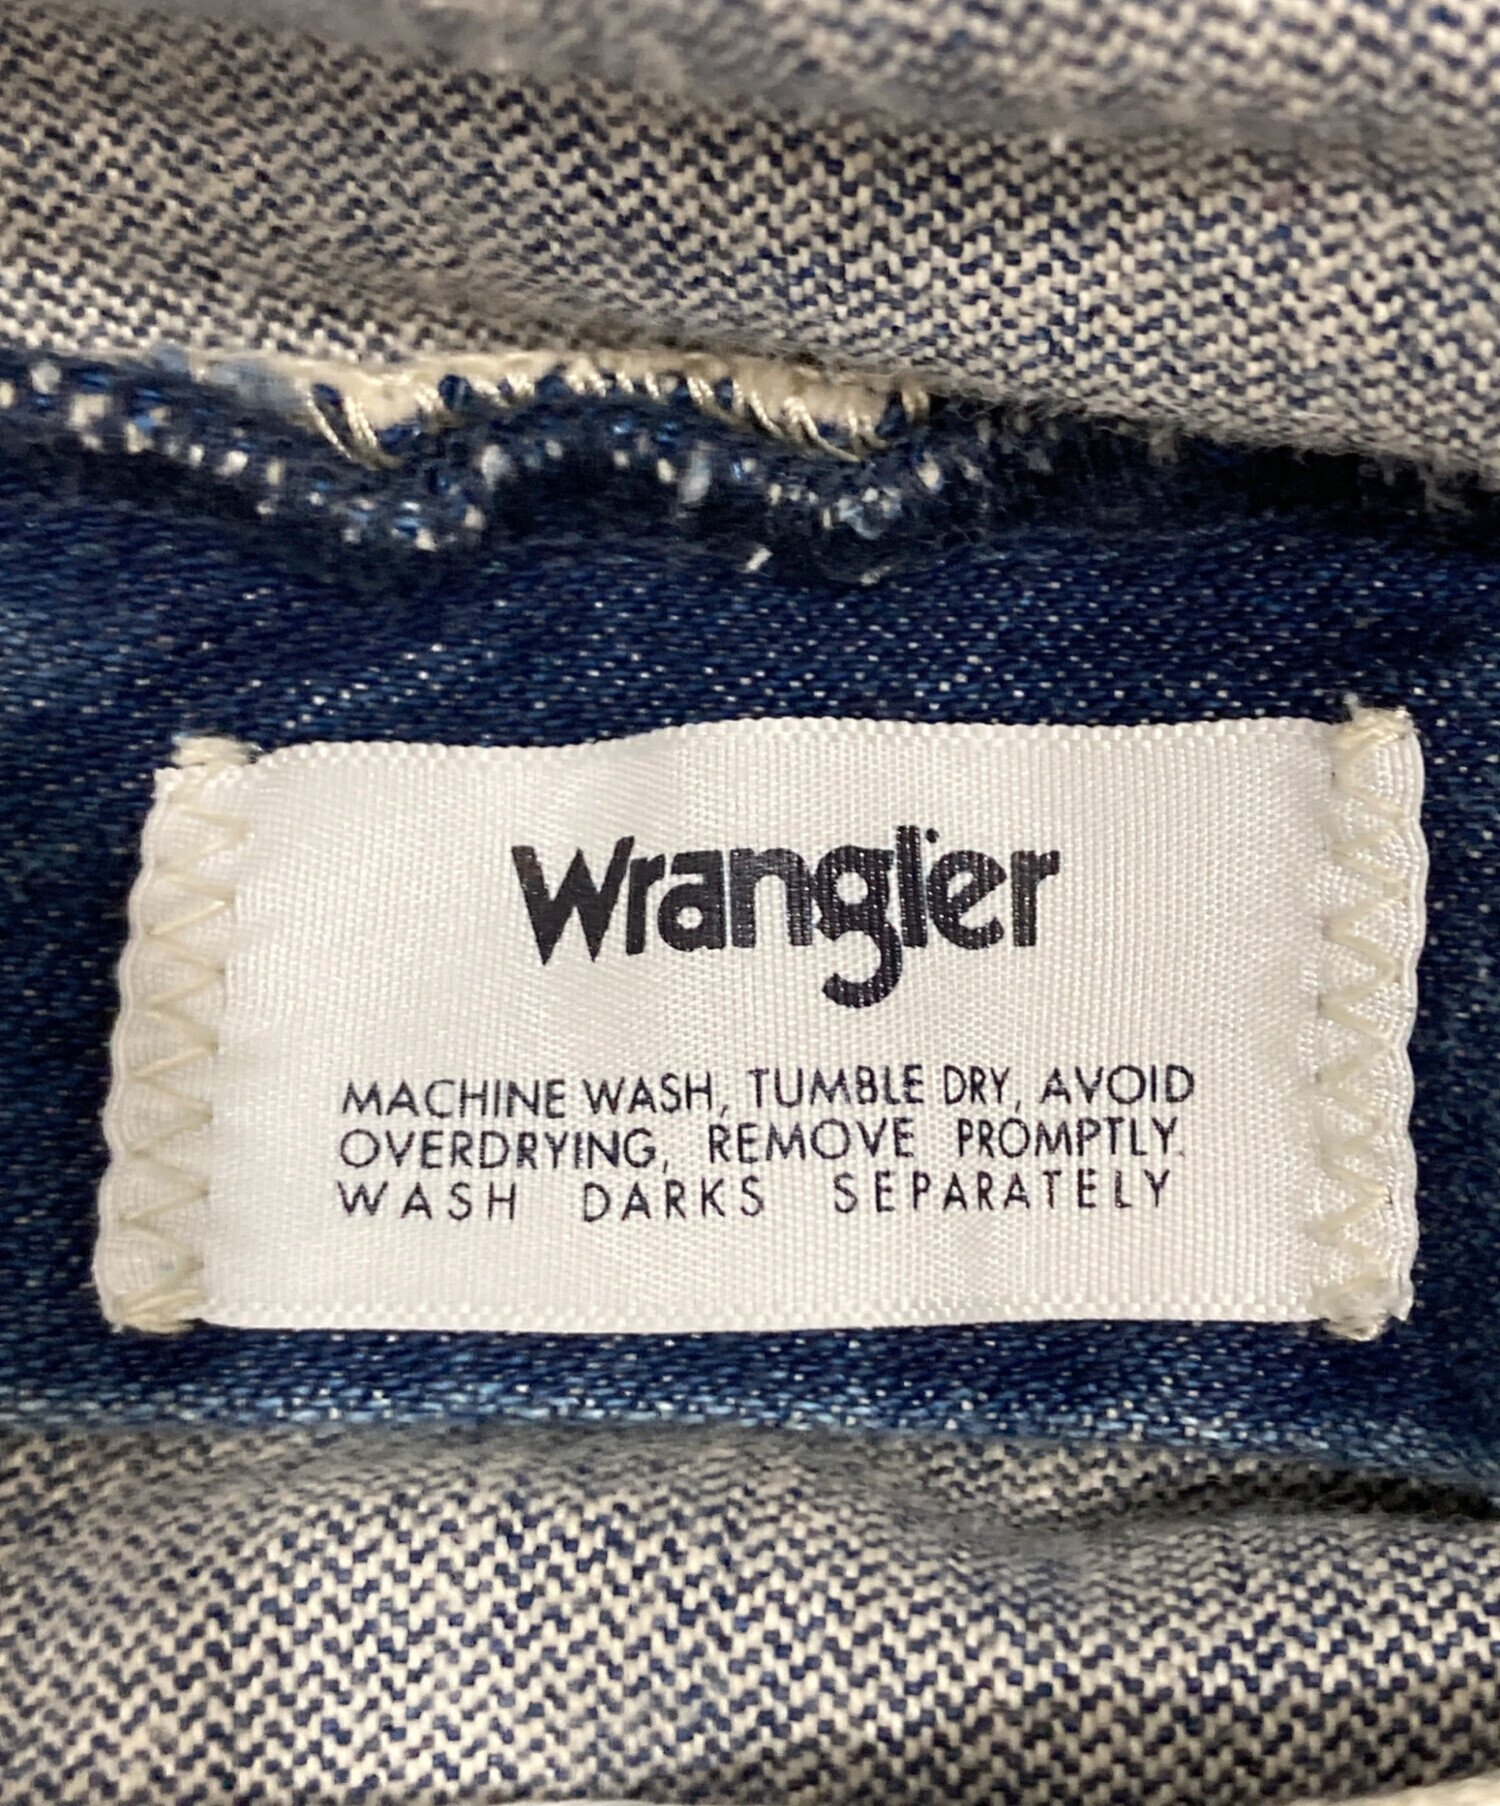 Wrangler
MACHINE WASH, TUMBLE DRY, AVOID
OVERDRYING, REMOVE PROMPTLY.
WASH DARKS SEPARATELY